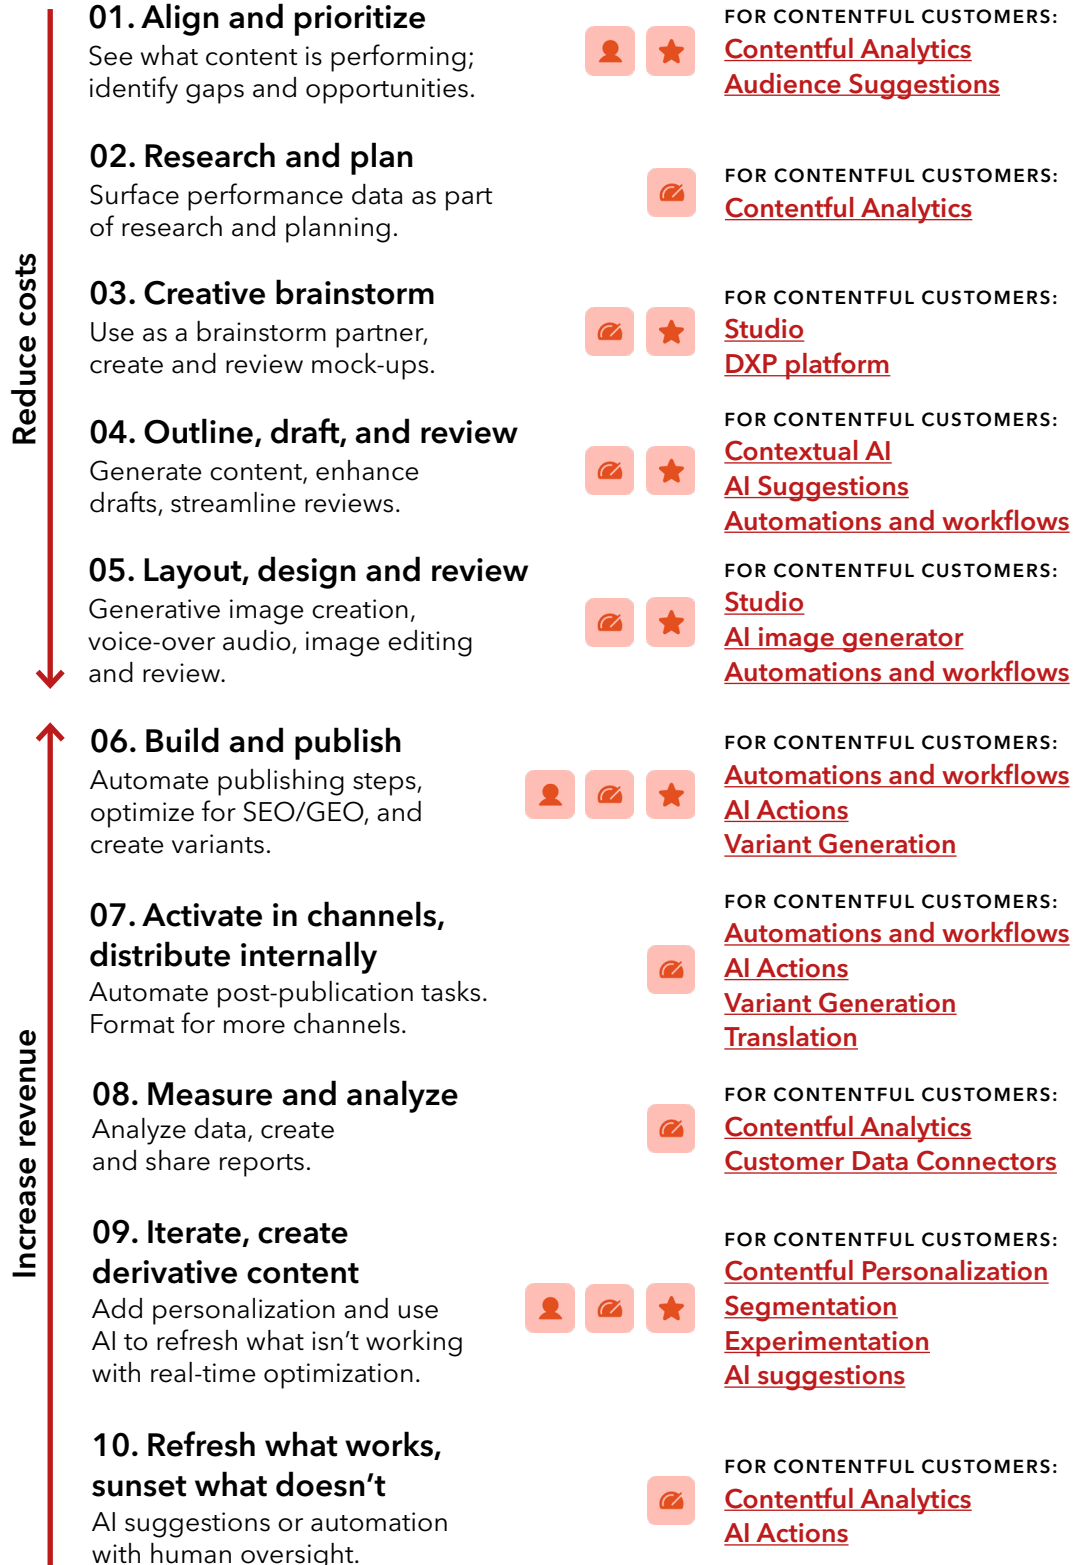 Reduce costs
01. Align and prioritize
See what content is performing;
identify gaps and opportunities.
FOR CONTENTFUL CUSTOMERS:
Contentful Analytics
Audience Suggestions
02. Research and plan
Surface performance data as part
of research and planning.
FOR CONTENTFUL CUSTOMERS:
Contentful Analytics
03. Creative brainstorm
Use as a brainstorm partner,
create and review mock-ups.
FOR CONTENTFUL CUSTOMERS:
Studio
DXP platform
04. Outline, draft, and review
Generate content, enhance
drafts, streamline reviews.
FOR CONTENTFUL CUSTOMERS:
Contextual AI
AI Suggestions
Automations and workflows
05. Layout, design and review
Generative image creation,
voice-over audio, image editing
and review.
FOR CONTENTFUL CUSTOMERS:
Studio
AI image generator
Automations and workflows
Increase revenue
06. Build and publish
Automate publishing steps,
optimize for SEO/GEO, and
create variants.
FOR CONTENTFUL CUSTOMERS:
Automations and workflows
AI Actions
Variant Generation
07. Activate in channels,
distribute internally
Automate post-publication tasks.
Format for more channels.
FOR CONTENTFUL CUSTOMERS:
Automations and workflows
AI Actions
Variant Generation
Translation
08. Measure and analyze
Analyze data, create
and share reports.
FOR CONTENTFUL CUSTOMERS:
Contentful Analytics
Customer Data Connectors
09. Iterate, create
derivative content
Add personalization and use
AI to refresh what isn’t working
with real-time optimization.
FOR CONTENTFUL CUSTOMERS:
Contentful Personalization
Segmentation
Experimentation
AI suggestions
10. Refresh what works,
sunset what doesn’t
AI suggestions or automation
with human oversight.
FOR CONTENTFUL CUSTOMERS:
Contentful Analytics
AI Actions